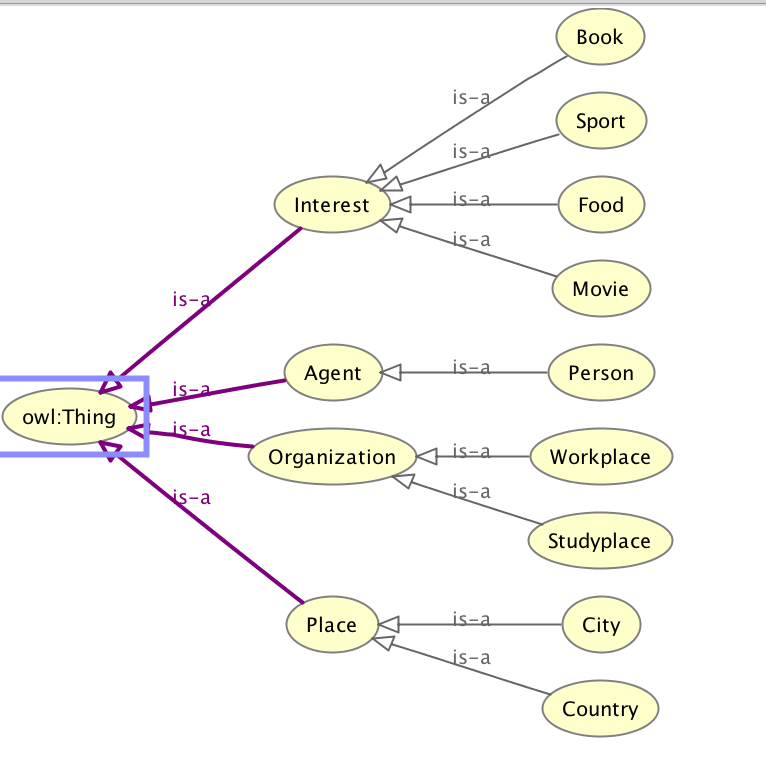 Book
is-a
Sport
is-a
Interest
is-a
Food
is-a
Movie
is-a
Agent
is-a
Person
is-a
owl:Thing
is-a
Organization
is-a
Workplace
is-a
Studyplace
is-a
Place
is-a
City
is-a
Country